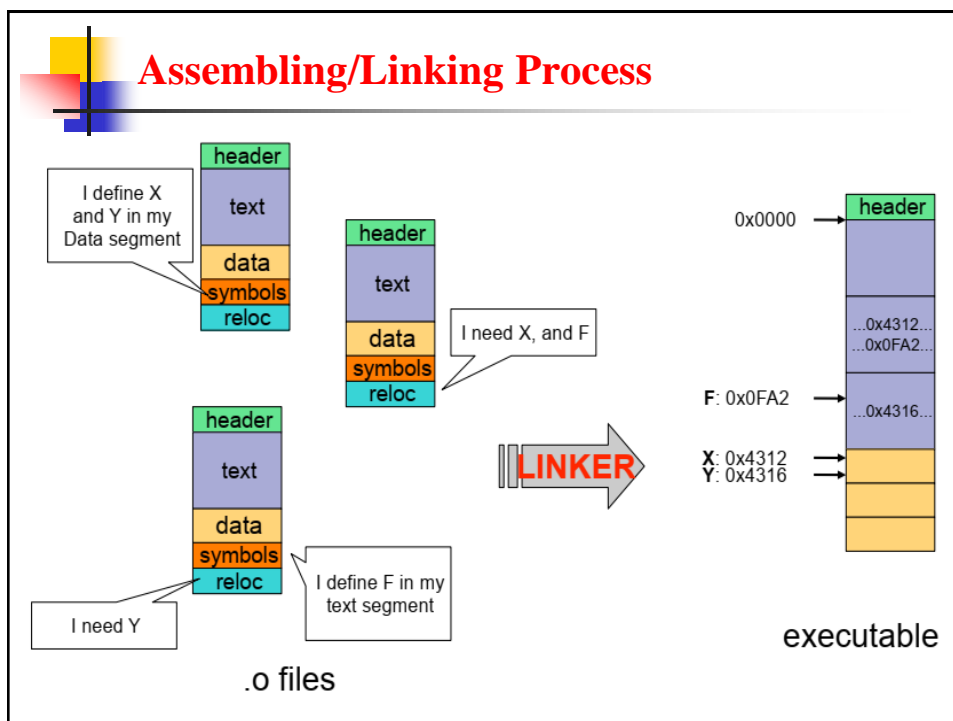 Assembling/Linking Process
header
text
data
symbols
reloc
I define X
and Y in my
Data segment
header
text
data
symbols
reloc
I need X, and F
header
text
data
symbols
reloc
I need Y
I define F in my
text segment
.o files
LINKER
header
0x0000
...0x4312...
...0x0FA2...
F: 0x0FA2
...0x4316...
X: 0x4312
Y: 0x4316
executable